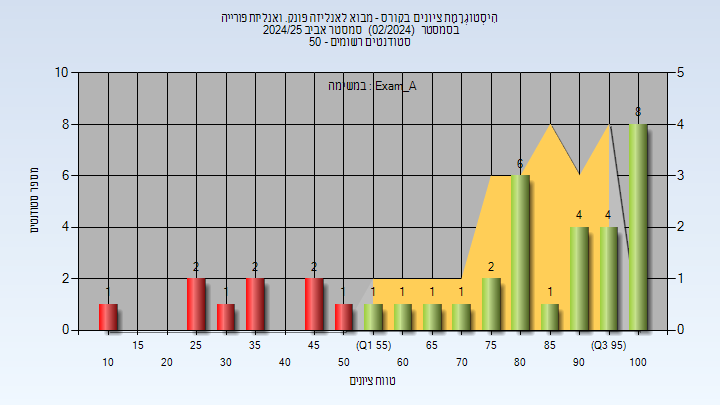 הִיסְטוֹגְרָמַת ציונים בקורס - מבוא לאנליזה פונק. ואנליזת פורייה
בסמסטר (02/2024) סמסטר אביב 2024/25
סטודנטים רשומים - 50
במשימה : Exam_A
מספר סטודנטים
10 8 6 4 2 0
5 4 3 2 1 0
1 2 1 2 2 1 1 1 1 1 2 6 1 4 4 8
15 25 35 45 (Q1 55) 65 75 85 (Q3 95)
10 20 30 40 50 60 70 80 90 100
טווח ציונים